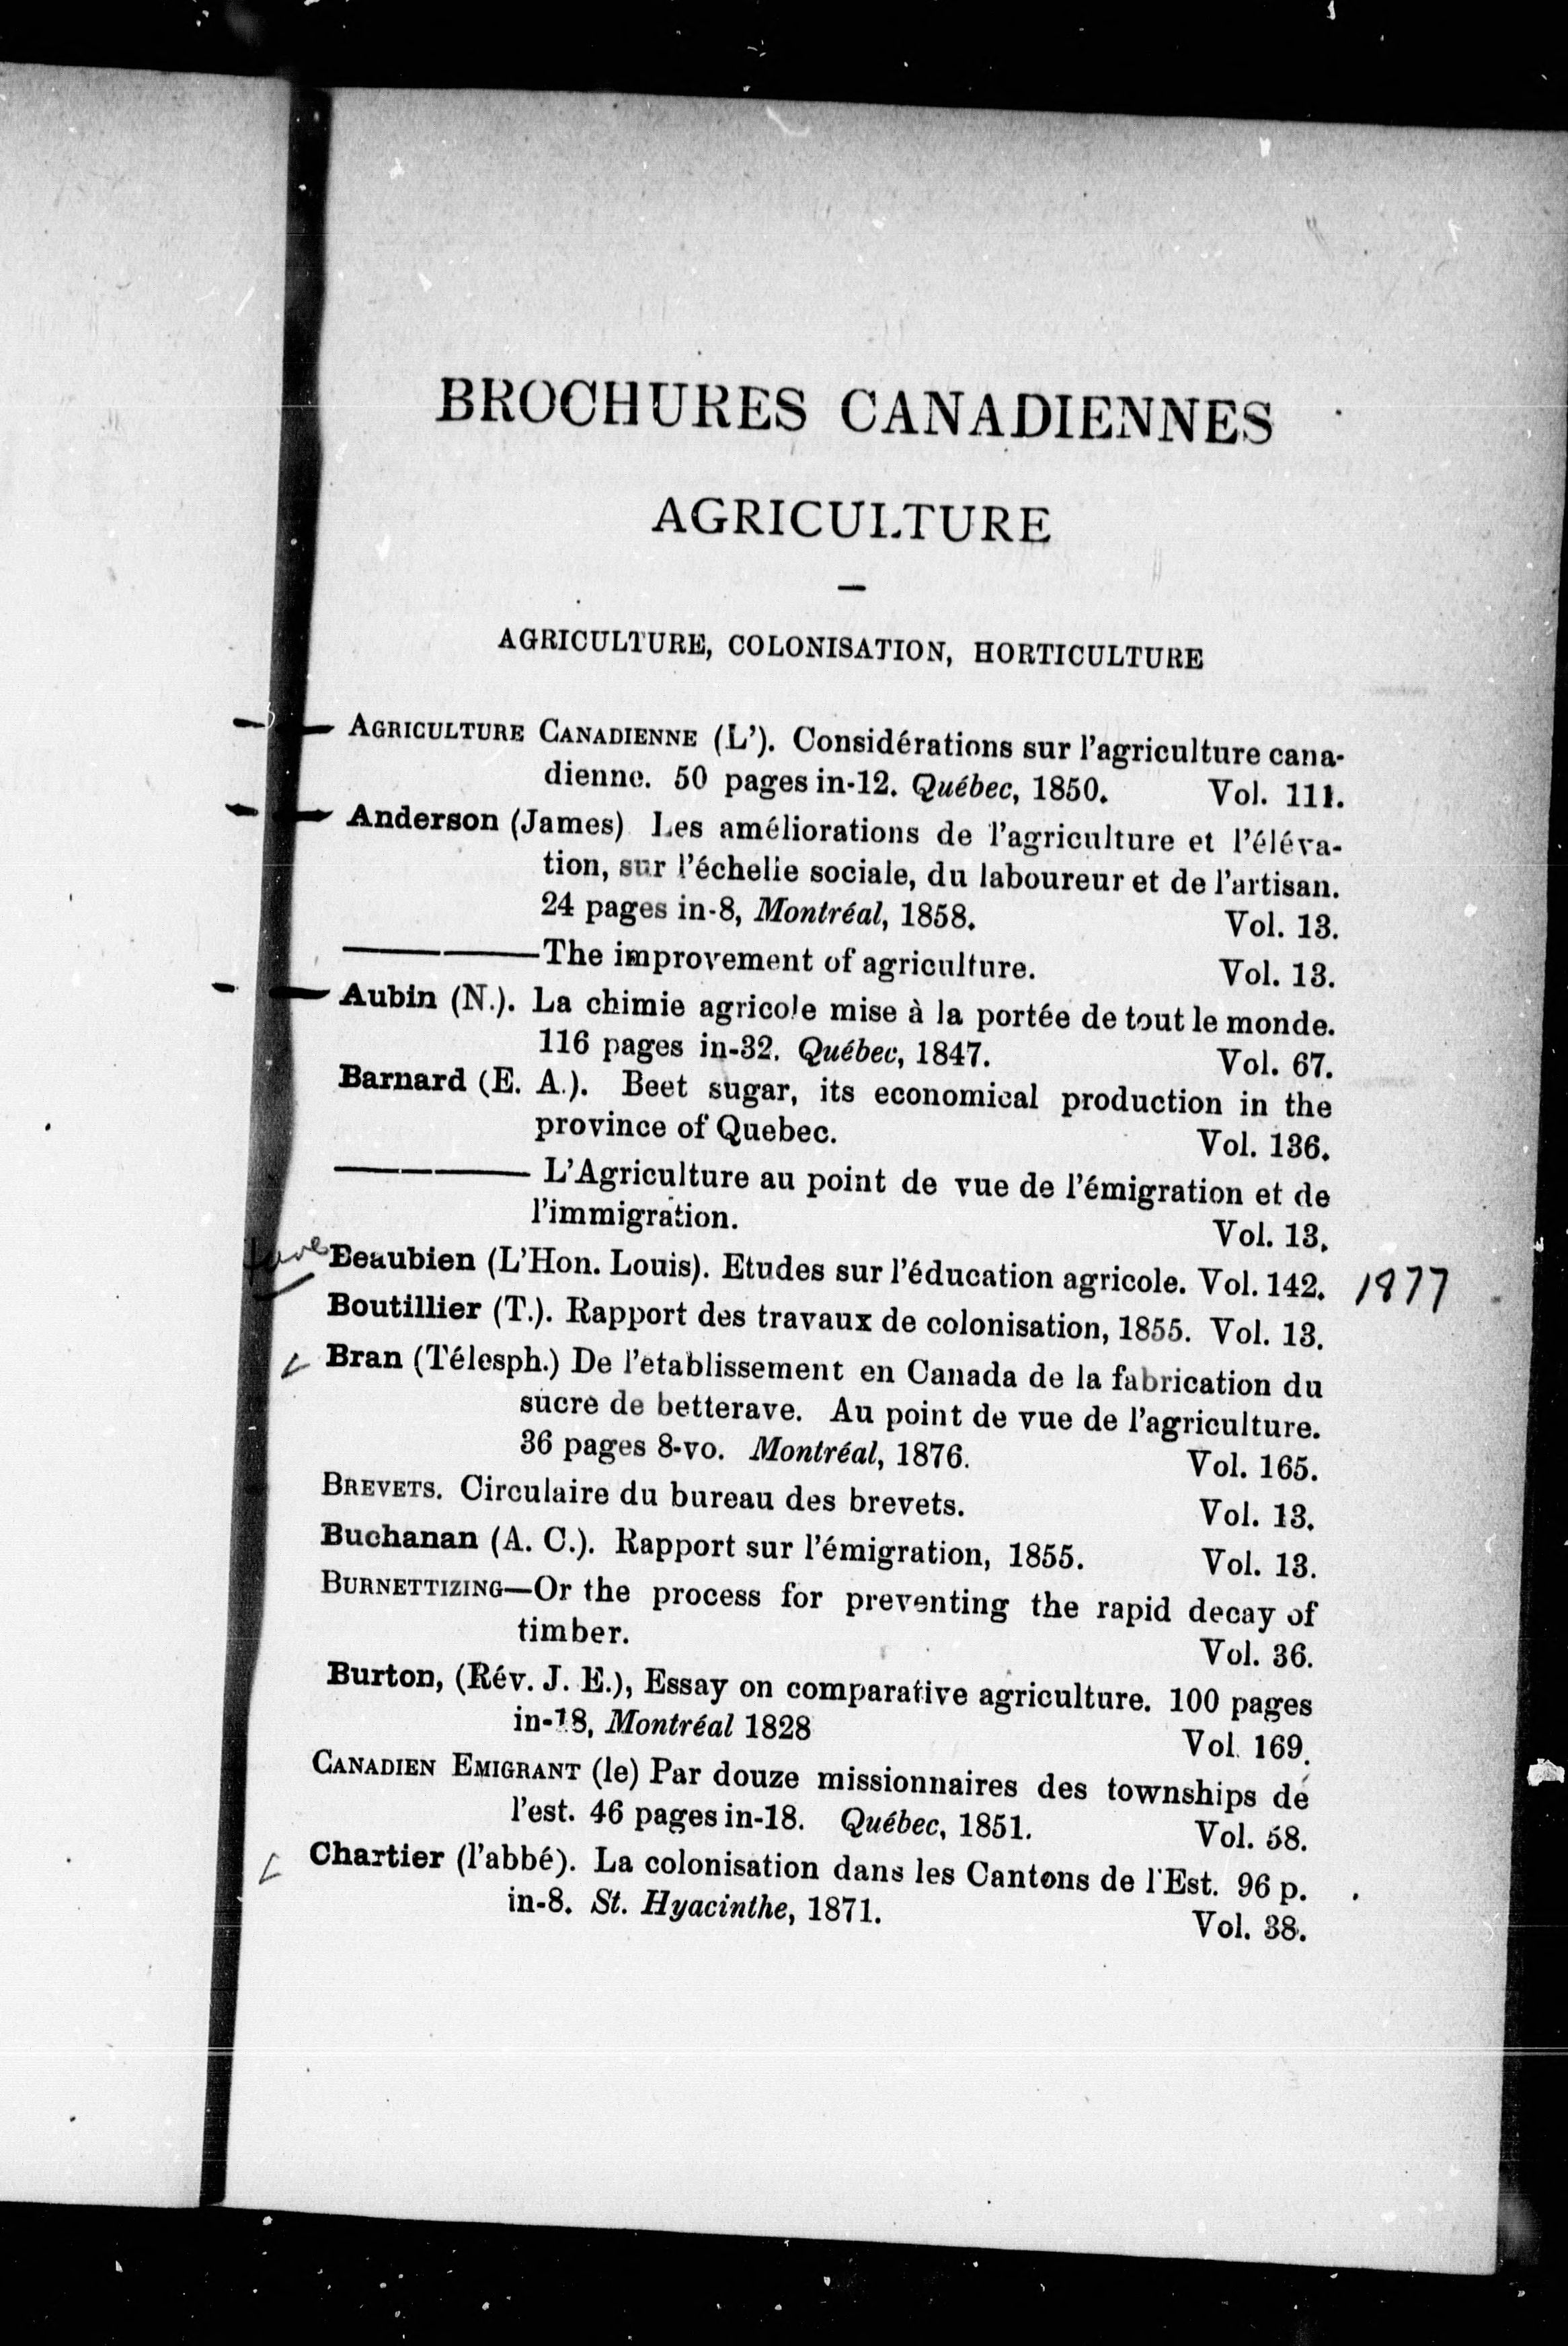 BROCHURES CANADIENNES
AGRICULTURE
—
AGRICULTURE, COLONISATION, HORTICULTURE
AGRICULTURE CANADIENNE (L'). Considérations sur l'agriculture cana-
dienne. 50 pages in-12. Québec, 1850. Vol. 111.
Anderson (James) Les améliorations de l'agriculture et l'éléva-
tion, sur l'échelle sociale, du laboureur et de l'artisan.
24 pages in-8, Montréal, 1858. Vol. 13.
————The improvement of agriculture. Vol. 13.
Aubin (N.). La chimie agricole mise à la portée de tout le monde.
116 pages in-32. Québec, 1847. Vol. 67.
Barnard (E. A.). Beet sugar, its economical production in the
province of Quebec. Vol. 136.
———— L'Agriculture au point de vue de l'émigration et de
l'immigration. Vol. 13.
Beaubien (L'Hon. Louis). Etudes sur l'éducation agricole. Vol. 142. 1877
Boutillier (T.). Rapport des travaux de colonisation, 1855. Vol. 13.
Bran (Télesph.) De l'etablissement en Canada de la fabrication du
sucre de betterave. Au point de vue de l'agriculture.
36 pages 8-vo. Montréal, 1876. Vol. 165.
BREVETS. Circulaire du bureau des brevets. Vol. 13.
Buchanan (A. C.). Rapport sur l'émigration, 1855. Vol. 13.
BURNETTIZING—Or the process for preventing the rapid decay of
timber. Vol. 36.
Burton, (Rév. J. E.), Essay on comparative agriculture. 100 pages
in-18, Montréal 1828 Vol. 169.
CANADIEN EMIGRANT (le) Par douze missionnaires des townships de
l'est. 46 pages in-18. Québec, 1851. Vol. 58.
Chartier (l'abbé). La colonisation dans les Cantons de l'Est. 96 p.
in-8. St. Hyacinthe, 1871. Vol. 38.